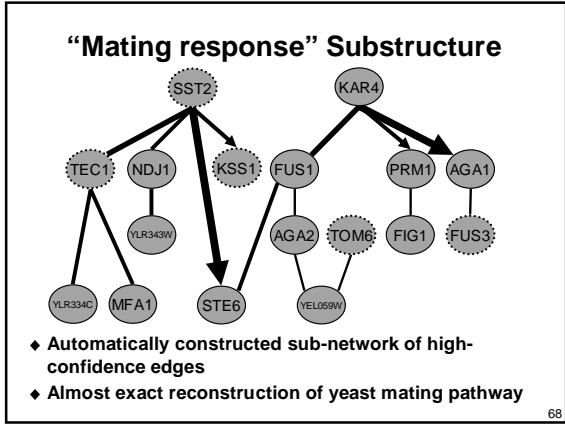 “Mating response” Substructure
SST2 KAR4
TEC1 NDJ1 KSS1 FUS1 PRM1 AGA1
YLR343W AGA2 TOM6 FIG1 FUS3
YLR334C MFA1 STE6 YEL059W
◆ Automatically constructed sub-network of high-
confidence edges
◆ Almost exact reconstruction of yeast mating pathway
68